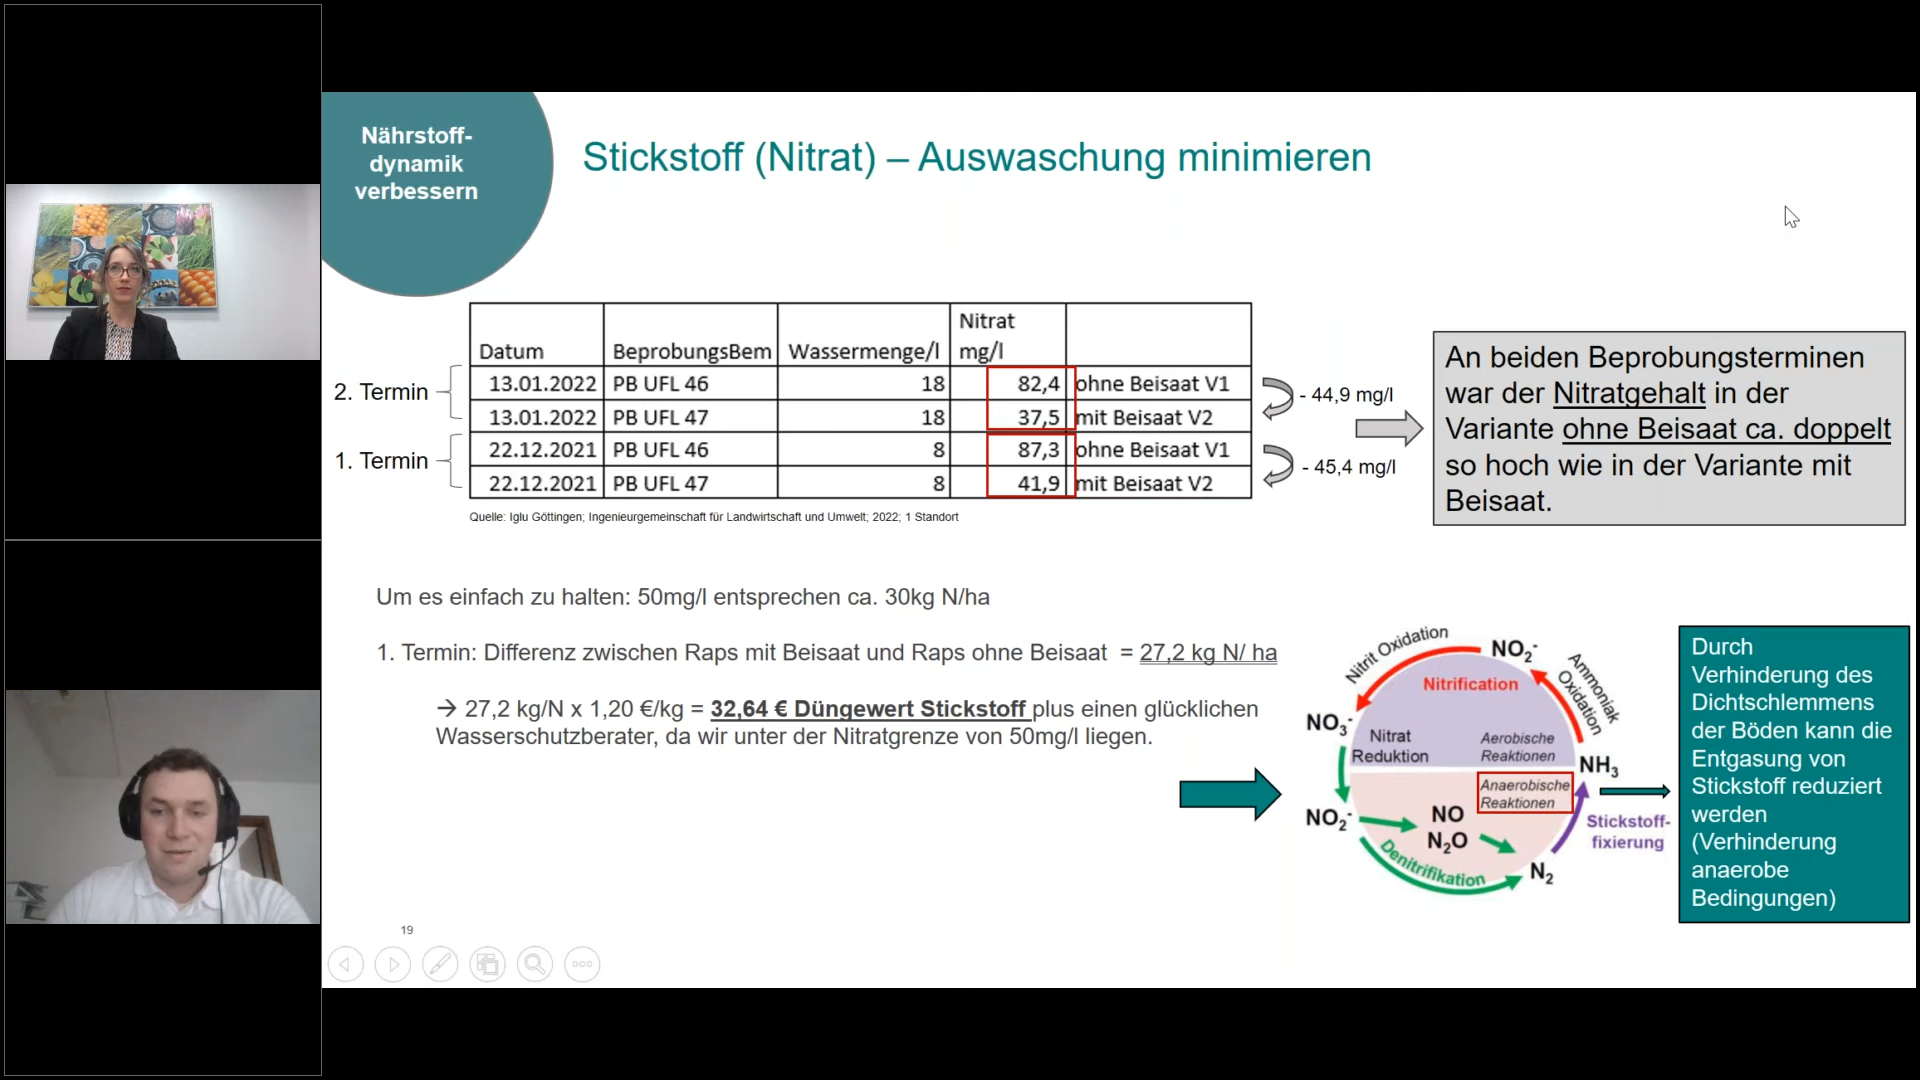 Nährstoff-
dynamik
verbessern
Stickstoff (Nitrat) – Auswaschung minimieren
Datum BeprobungsBem Wassermenge/l Nitrat mg/l
2. Termin
13.01.2022 PB UFL 46 18 82,4 ohne Beisaat V1
13.01.2022 PB UFL 47 18 37,5 mit Beisaat V2
- 44,9 mg/l
1. Termin
22.12.2021 PB UFL 46 8 87,3 ohne Beisaat V1
22.12.2021 PB UFL 47 8 41,9 mit Beisaat V2
- 45,4 mg/l
Quelle: Iglu Göttingen; Ingenieurgemeinschaft für Landwirtschaft und Umwelt; 2022; 1 Standort
An beiden Beprobungsterminen
war der Nitratgehalt in der
Variante ohne Beisaat ca. doppelt
so hoch wie in der Variante mit
Beisaat.
Um es einfach zu halten: 50mg/l entsprechen ca. 30kg N/ha
1. Termin: Differenz zwischen Raps mit Beisaat und Raps ohne Beisaat = 27,2 kg N/ ha
→ 27,2 kg/N x 1,20 €/kg = 32,64 € Düngewert Stickstoff plus einen glücklichen
Wasserschutzberater, da wir unter der Nitratgrenze von 50mg/l liegen.
Nitrit Oxidation
NO₂⁻
Ammoniak
Oxidation
Nitrification
NO₃⁻
Nitrat
Reduktion
Aerobische
Reaktionen
NH₃
Anaerobische
Reaktionen
NO₂⁻
NO
N₂O
Stickstoff-
fixierung
Denitrifikation
N₂
Durch
Verhinderung des
Dichtschlemmens
der Böden kann die
Entgasung von
Stickstoff reduziert
werden
(Verhinderung
anaerobe
Bedingungen)
19